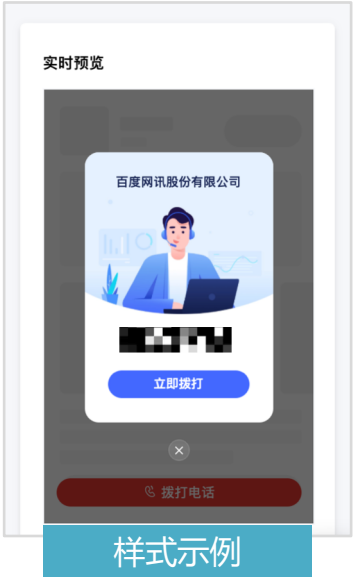 实时预览
百度网讯股份有限公司
立即拨打
拨打电话
样式示例